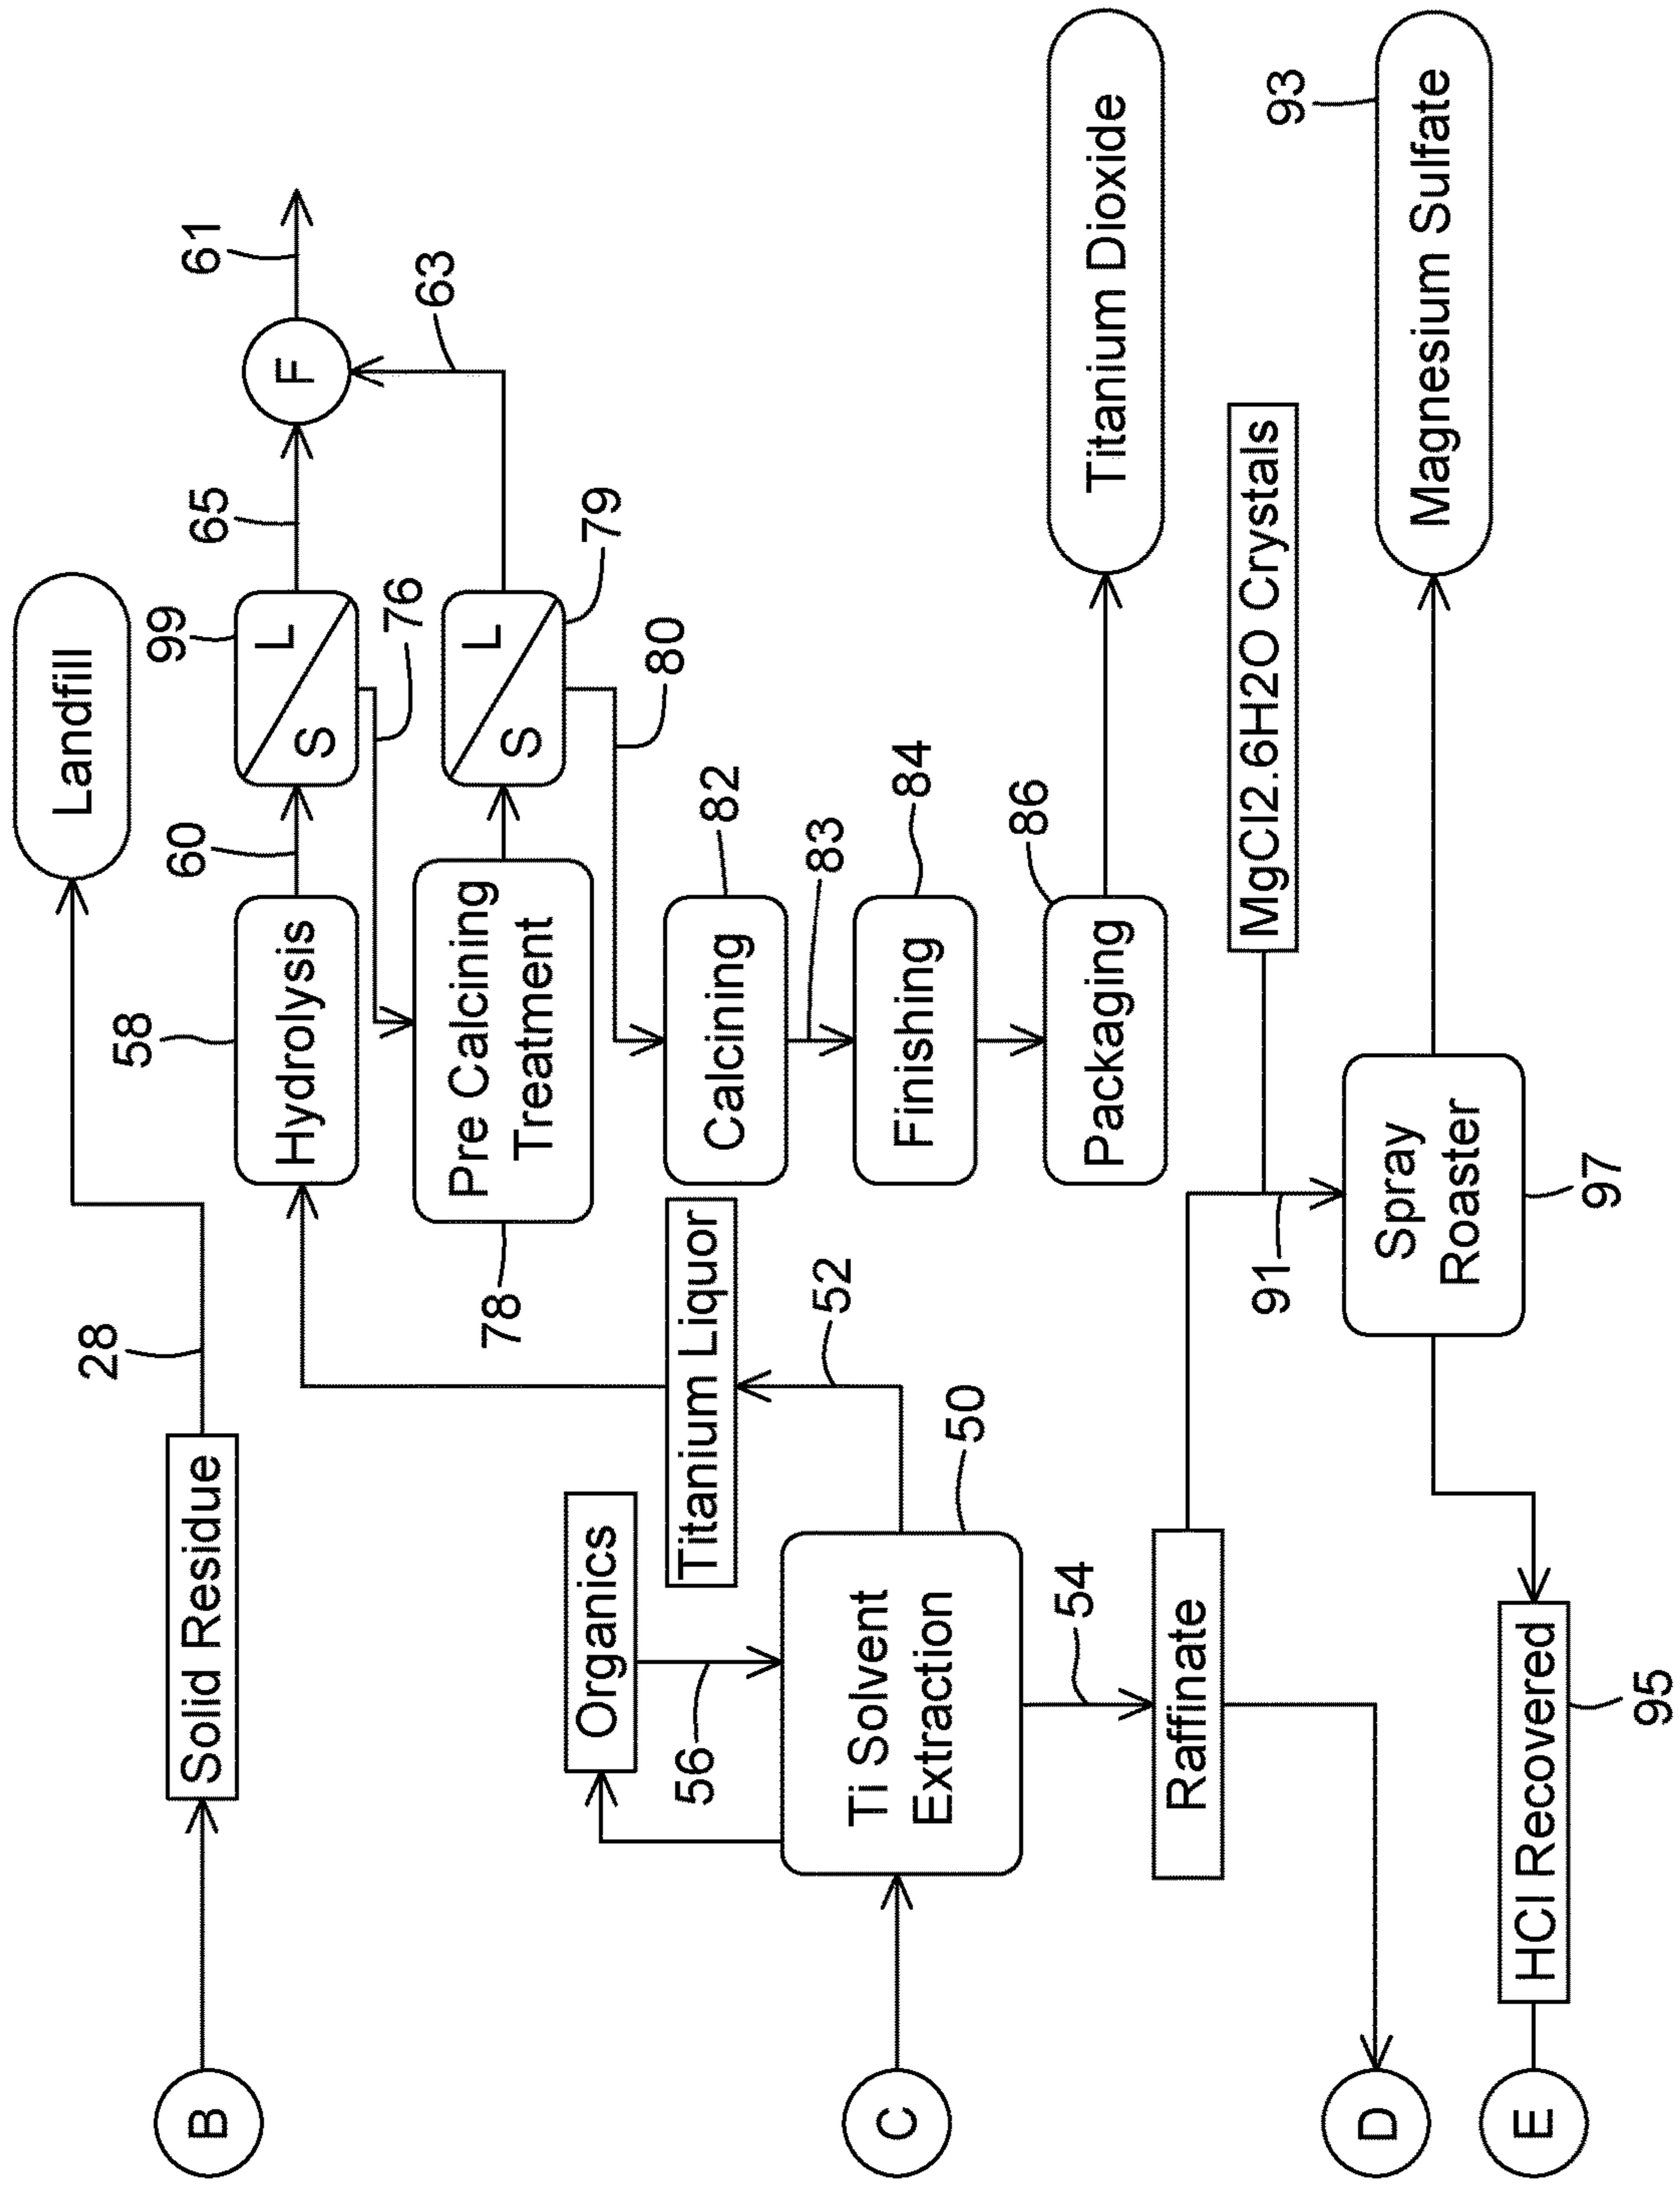 Landfill
28
58
99
60
65
61
B
Solid Residue
Hydrolysis
S
L
F
76
63
Pre Calcining
Treatment
S
L
78
79
Organics
80
56
Titanium Liquor
82
Calcining
52
83
C
Ti Solvent
Extraction
84
Finishing
50
86
54
Packaging
Titanium Dioxide
Raffinate
MgCl2.6H2O Crystals
91
93
D
Spray
Roaster
Magnesium Sulfate
E
HCl Recovered
97
95